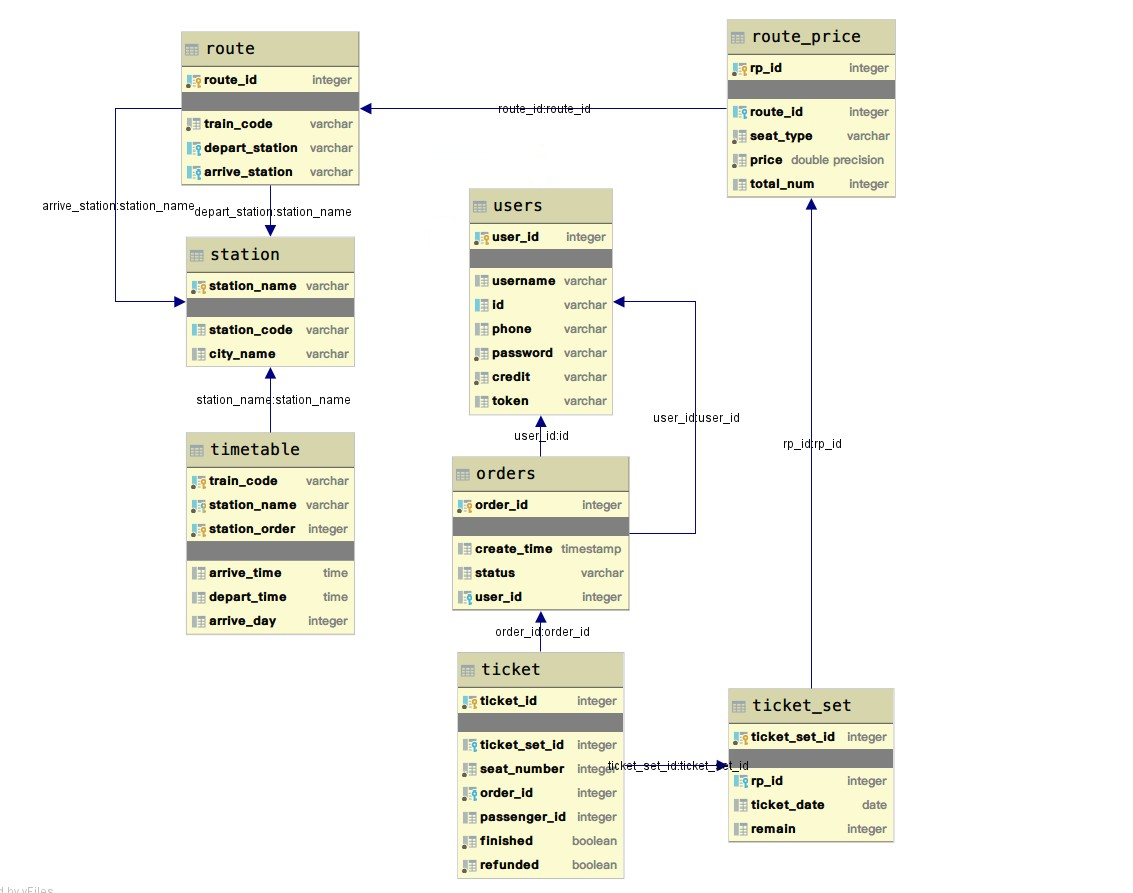 route
route_id integer
train_code varchar
depart_station varchar
arrive_station varchar
route_price
rp_id integer
route_id integer
seat_type varchar
price double precision
total_num integer
route_id:route_id
arrive_station:station_name
depart_station:station_name
station
station_name varchar
station_code varchar
city_name varchar
station_name:station_name
timetable
train_code varchar
station_name varchar
station_order integer
arrive_time time
depart_time time
arrive_day integer
users
user_id integer
username varchar
id varchar
phone varchar
password varchar
credit varchar
token varchar
user_id:id
user_id:user_id
rp_id:rp_id
orders
order_id integer
create_time timestamp
status varchar
user_id integer
order_id:order_id
ticket
ticket_id integer
ticket_set_id integer
seat_number integer
order_id integer
passenger_id integer
finished boolean
refunded boolean
ticket_set_id:ticket_set_id
ticket_set
ticket_set_id integer
rp_id integer
ticket_date date
remain integer